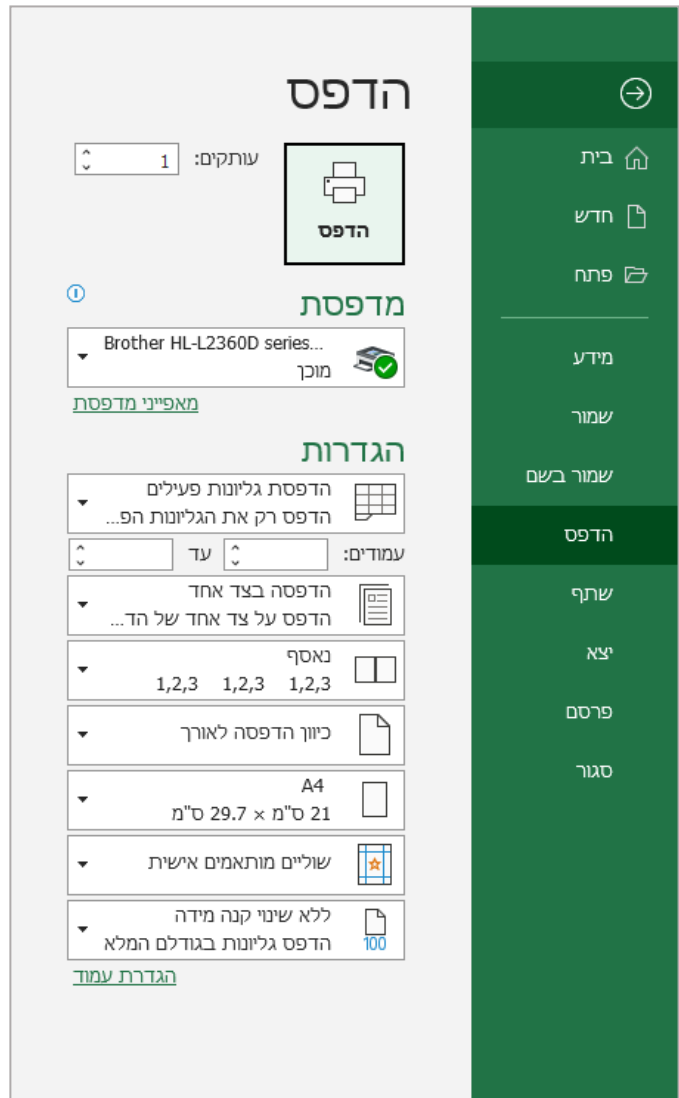 בית
חדש
פתח
מידע
שמור
שמור בשם
הדפס
שתף
יצא
פרסם
סגור
הדפס
הדפס
עותקים: 1
מדפסת
Brother HL-L2360D series...
מוכן
מאפייני מדפסת
הגדרות
הדפסת גליונות פעילים
הדפס רק את הגליונות הפ...
עמודים: עד
הדפסה בצד אחד
הדפס על צד אחד של הד...
נאסף
1,2,3 1,2,3 1,2,3
כיוון הדפסה לאורך
A4
21 ס"מ × 29.7 ס"מ
שוליים מותאמים אישית
ללא שינוי קנה מידה
הדפס גליונות בגודלם המלא
100
הגדרת עמוד